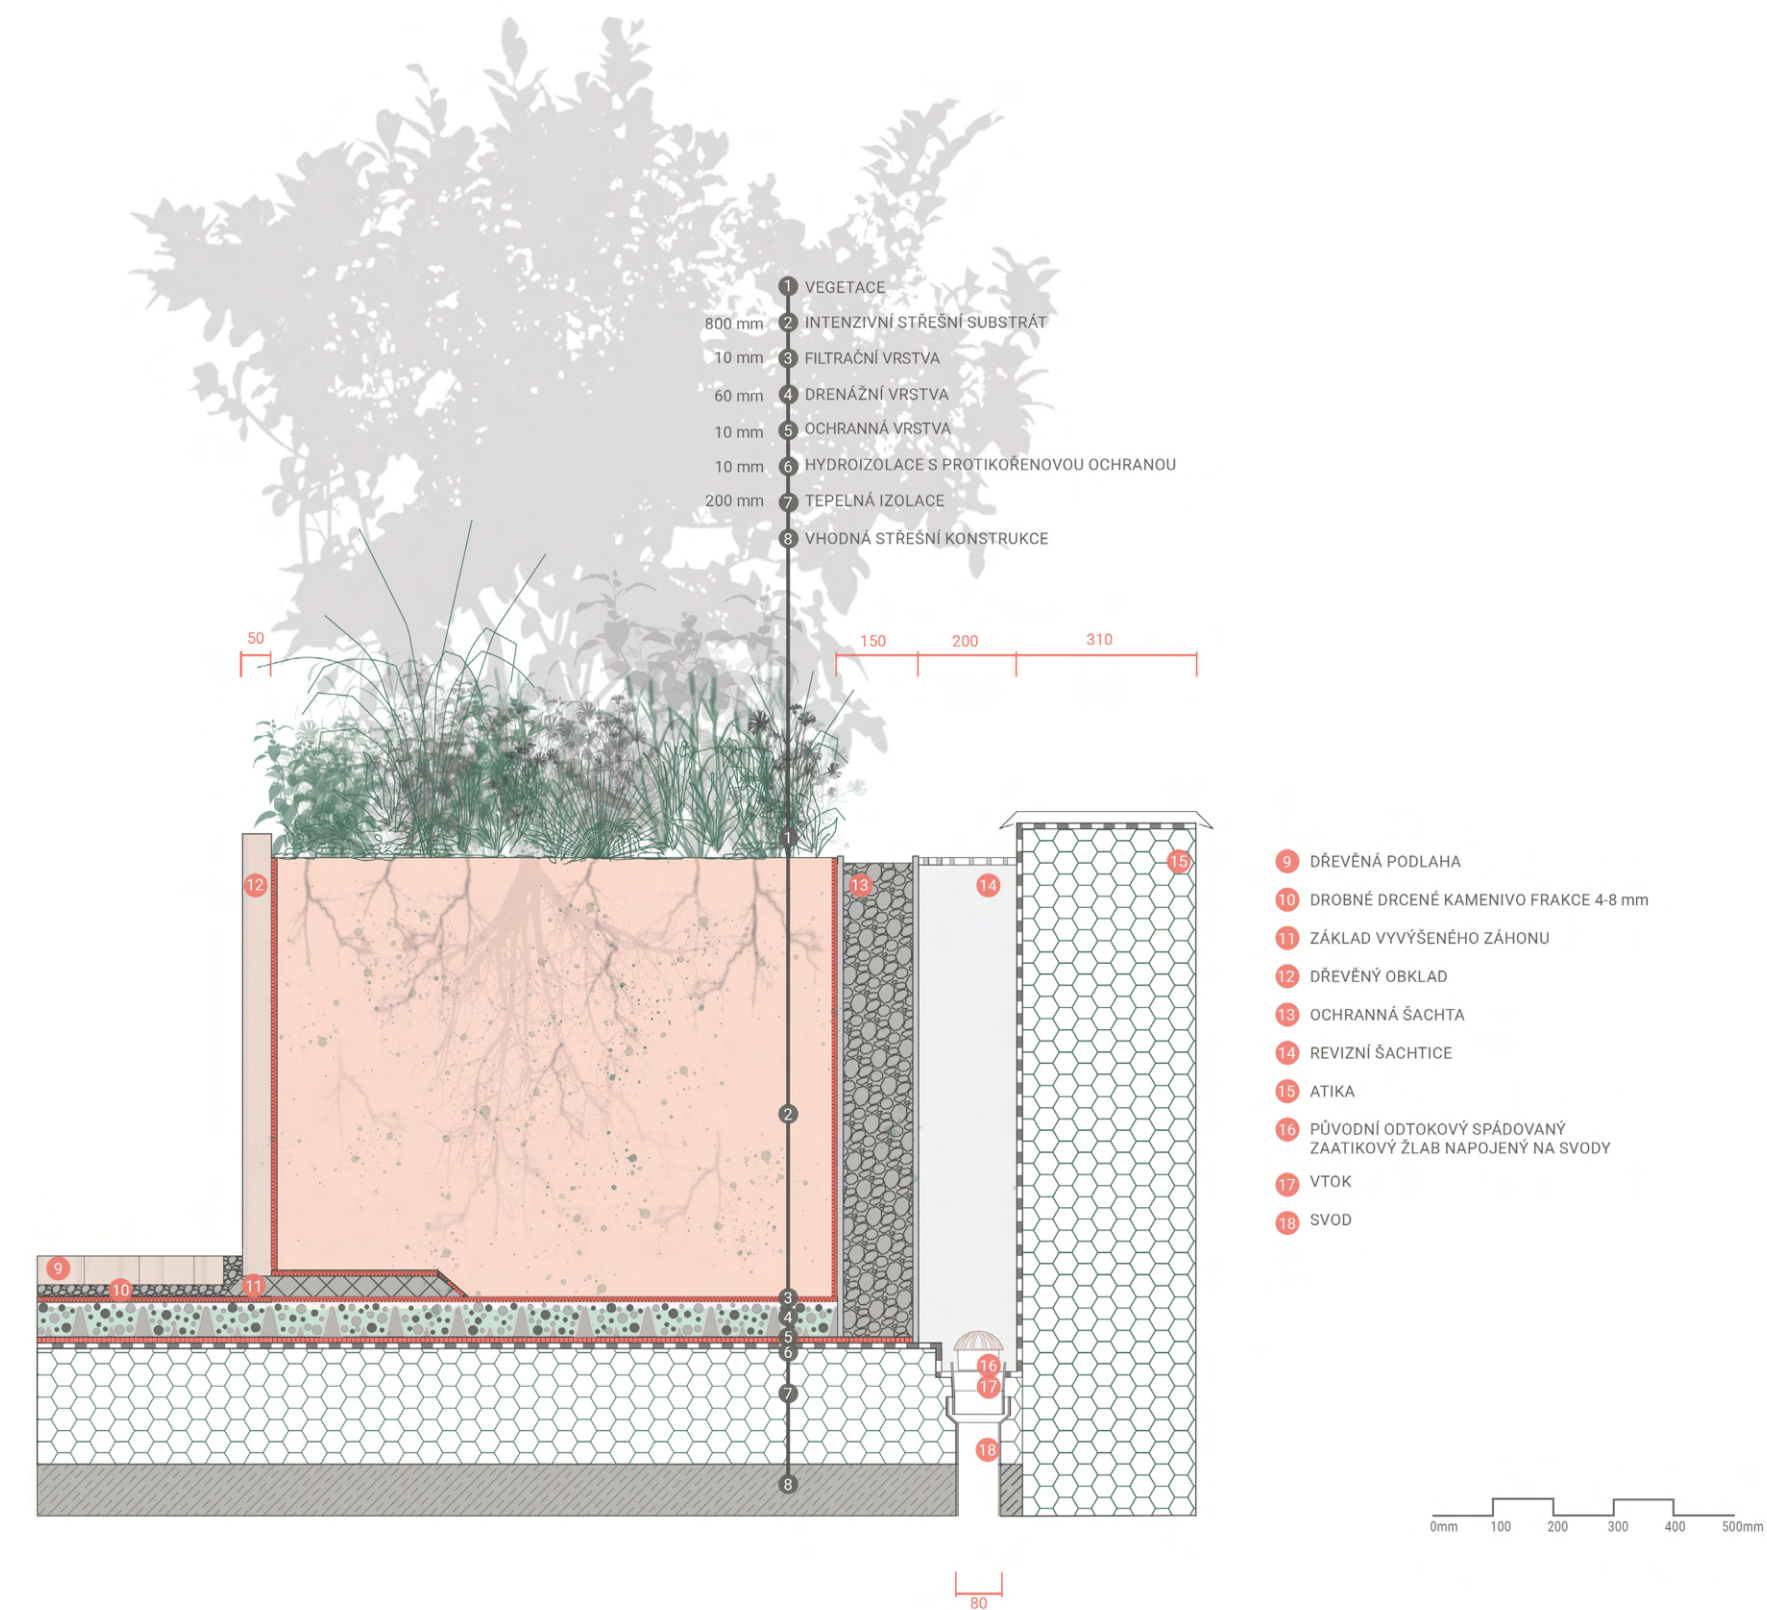 1 VEGETACE
800 mm 2 INTENZIVNÍ STŘEŠNÍ SUBSTRÁT
10 mm 3 FILTRAČNÍ VRSTVA
60 mm 4 DRENÁŽNÍ VRSTVA
10 mm 5 OCHRANNÁ VRSTVA
10 mm 6 HYDROIZOLACE S PROTIKOŘENOVOU OCHRANOU
200 mm 7 TEPELNÁ IZOLACE
8 VHODNÁ STŘEŠNÍ KONSTRUKCE
50
150 200 310
1
12
13
14
15
2
9
10
11
3
4
5
6
7
8
16
17
18
80
9 DŘEVĚNÁ PODLAHA
10 DROBNÉ DRCENÉ KAMENIVO FRAKCE 4-8 mm
11 ZÁKLAD VYVÝŠENÉHO ZÁHONU
12 DŘEVĚNÝ OBKLAD
13 OCHRANNÁ ŠACHTA
14 REVIZNÍ ŠACHTICE
15 ATIKA
16 PŮVODNÍ ODTOKOVÝ SPÁDOVANÝ
ZAATIKOVÝ ŽLAB NAPOJENÝ NA SVODY
17 VTOK
18 SVOD
0mm 100 200 300 400 500mm